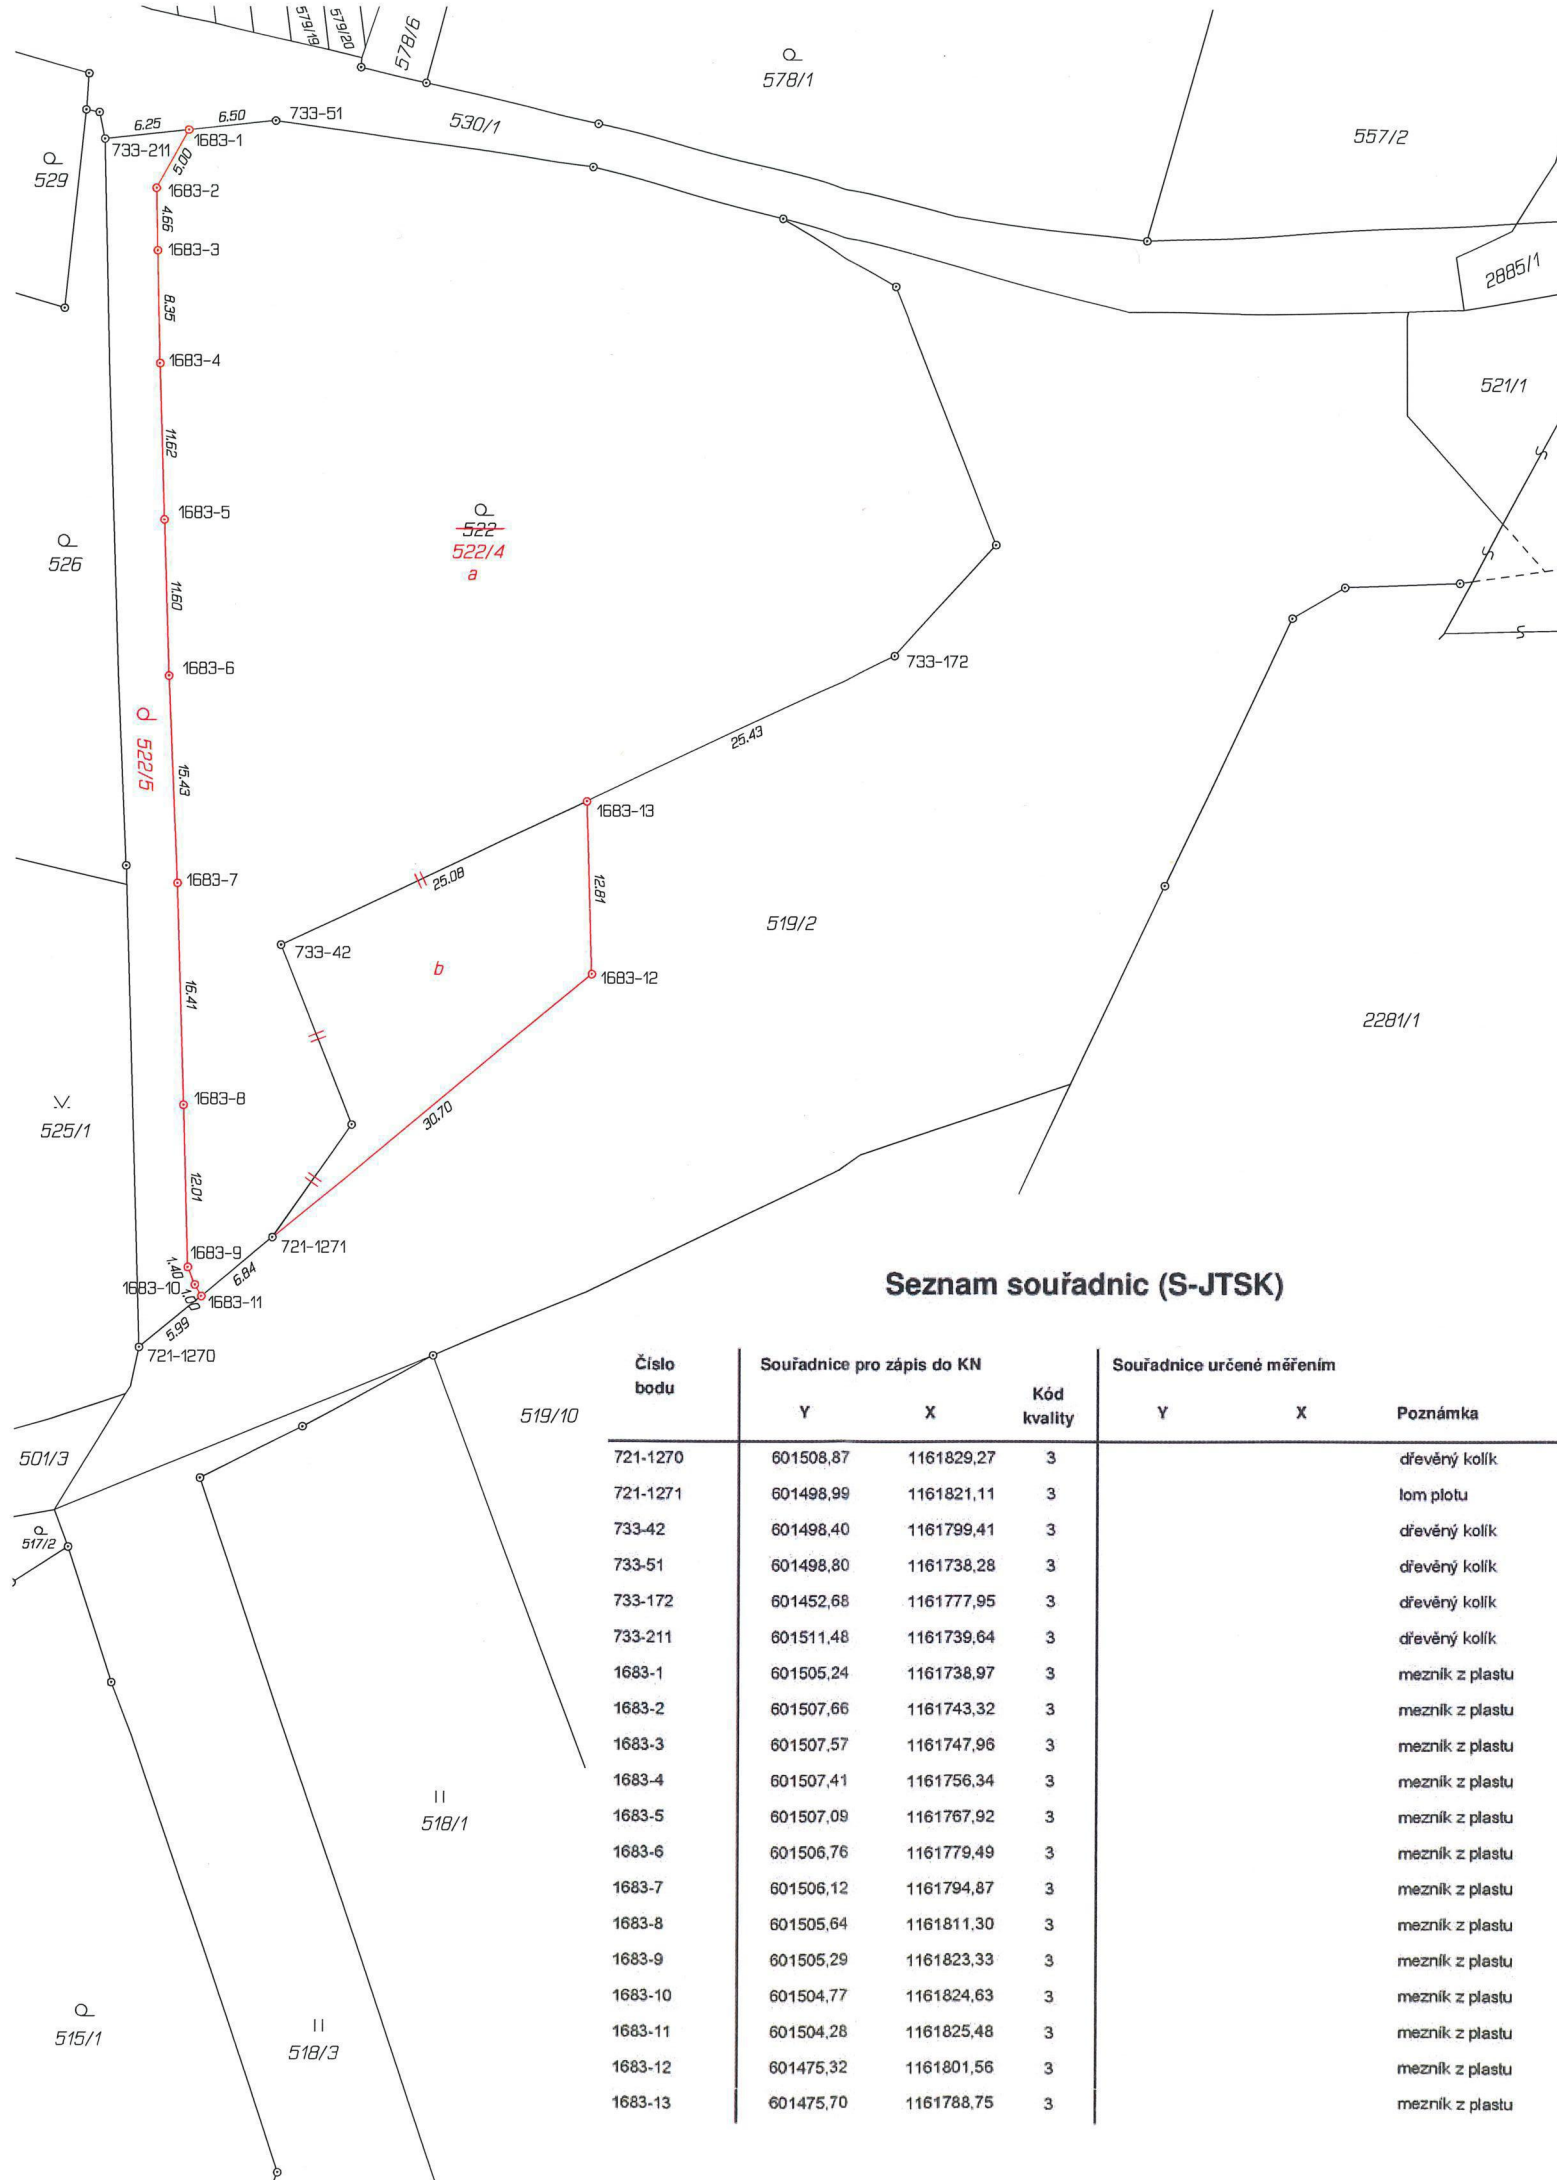 579/19
579/20
578/6
578/1
530/1
557/2
6.25
6.50
733-51
1683-1
733-211
5.00
529
1683-2
4.66
1683-3
2885/1
8.35
1683-4
521/1
11.62
1683-5
522
522/4
a
526
11.60
1683-6
733-172
522/5
25.43
15.43
1683-13
1683-7
25.08
12.81
519/2
733-42
b
1683-12
16.41
2281/1
1683-8
525/1
30.70
12.01
721-1271
1683-9
1.40
6.84
1683-10
1.00
1683-11
5.99
721-1270
519/10
501/3
517/2
518/1
515/1
518/3
Seznam souřadnic (S-JTSK)
Číslo bodu Souřadnice pro zápis do KN Souřadnice určené měřením
Y X Kód kvality Y X Poznámka
721-1270 601508,87 1161829,27 3 dřevěný kolík
721-1271 601498,99 1161821,11 3 lom plotu
733-42 601498,40 1161799,41 3 dřevěný kolík
733-51 601498,80 1161738,28 3 dřevěný kolík
733-172 601452,68 1161777,95 3 dřevěný kolík
733-211 601511,48 1161739,64 3 dřevěný kolík
1683-1 601505,24 1161738,97 3 mezník z plastu
1683-2 601507,66 1161743,32 3 mezník z plastu
1683-3 601507,57 1161747,96 3 mezník z plastu
1683-4 601507,41 1161756,34 3 mezník z plastu
1683-5 601507,09 1161767,92 3 mezník z plastu
1683-6 601506,76 1161779,49 3 mezník z plastu
1683-7 601506,12 1161794,87 3 mezník z plastu
1683-8 601505,64 1161811,30 3 mezník z plastu
1683-9 601505,29 1161823,33 3 mezník z plastu
1683-10 601504,77 1161824,63 3 mezník z plastu
1683-11 601504,28 1161825,48 3 mezník z plastu
1683-12 601475,32 1161801,56 3 mezník z plastu
1683-13 601475,70 1161788,75 3 mezník z plastu